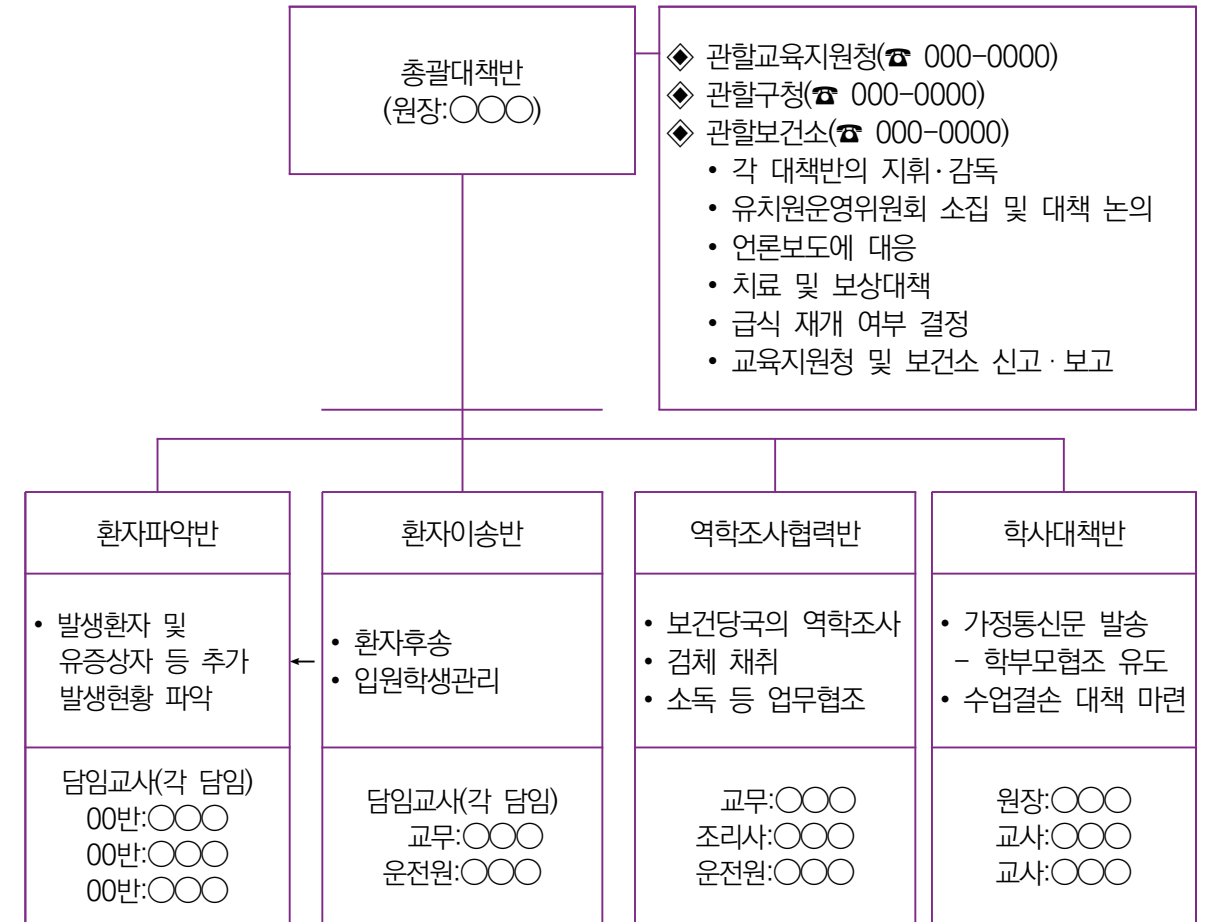 총괄대책반
(원장:○○○)
◈ 관할교육지원청(☎ 000-0000)
◈ 관할구청(☎ 000-0000)
◈ 관할보건소(☎ 000-0000)
• 각 대책반의 지휘·감독
• 유치원운영위원회 소집 및 대책 논의
• 언론보도에 대응
• 치료 및 보상대책
• 급식 재개 여부 결정
• 교육지원청 및 보건소 신고·보고
환자파악반
• 발생환자 및
유증상자 등 추가
발생현황 파악
담임교사(각 담임)
00반:○○○
00반:○○○
00반:○○○
환자이송반
• 환자후송
• 입원학생관리
담임교사(각 담임)
교무:○○○
운전원:○○○
역학조사협력반
• 보건당국의 역학조사
• 검체 채취
• 소독 등 업무협조
교무:○○○
조리사:○○○
운전원:○○○
학사대책반
• 가정통신문 발송
- 학부모협조 유도
• 수업결손 대책 마련
원장:○○○
교사:○○○
교사:○○○